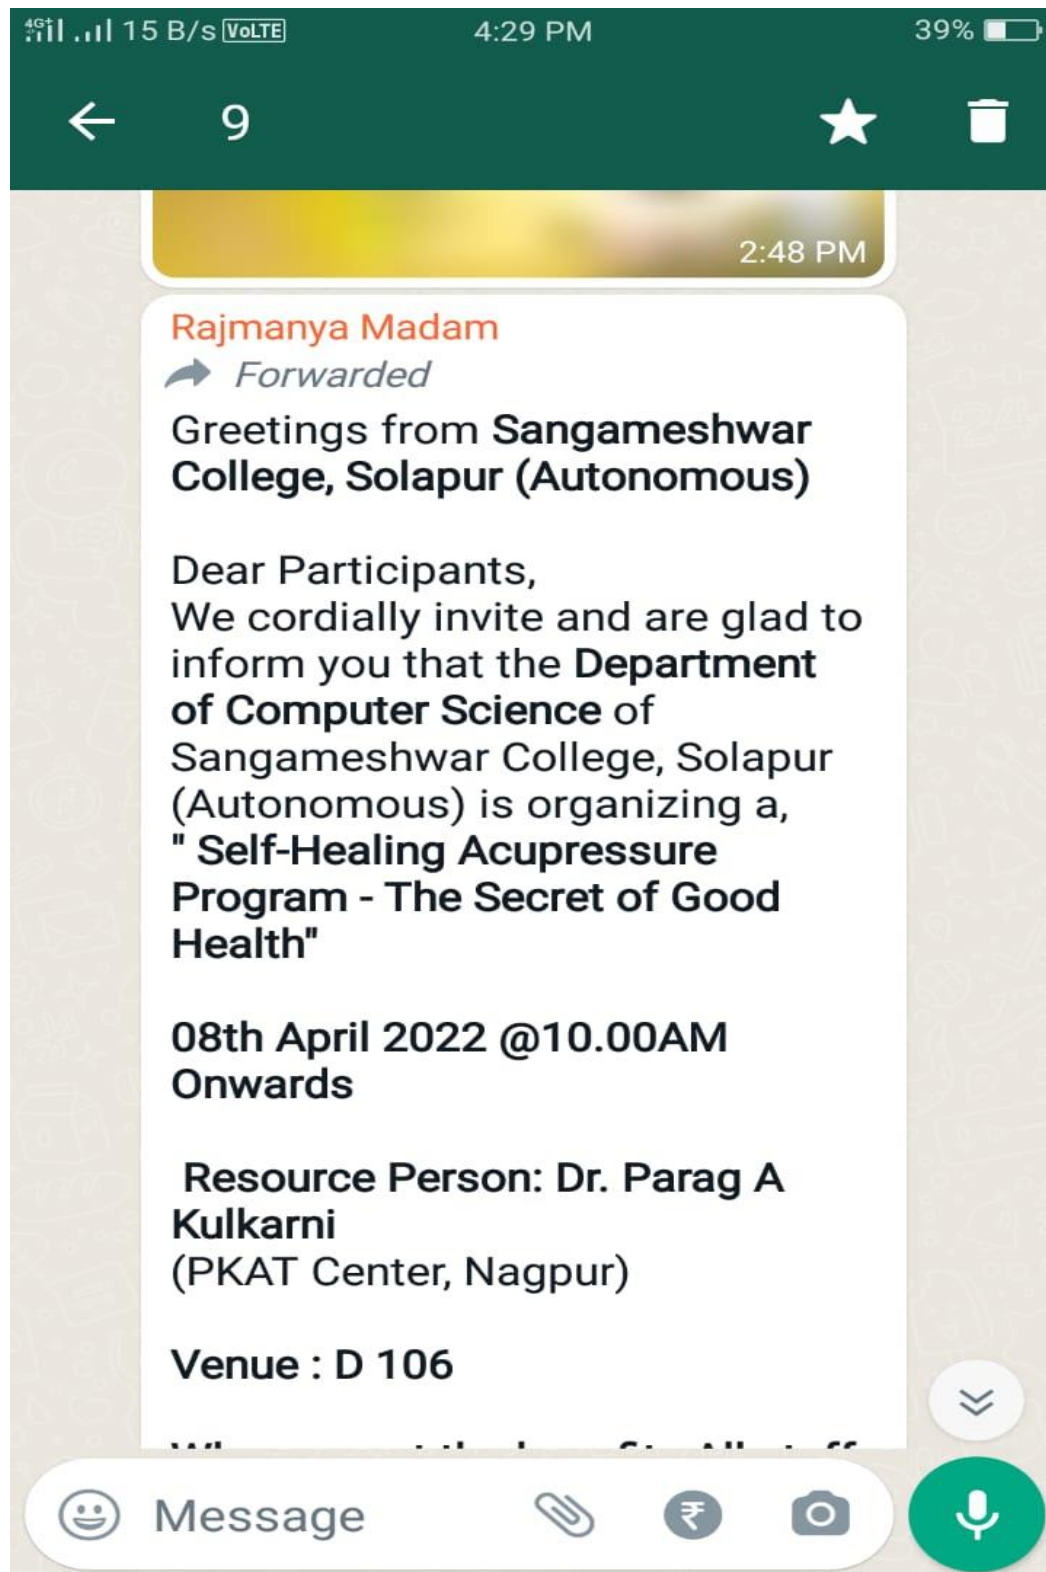 4G+ 15 B/s VoLTE 4:29 PM 39%
9
2:48 PM
Rajmanya Madam
Forwarded
Greetings from Sangameshwar
College, Solapur (Autonomous)
Dear Participants,
We cordially invite and are glad to
inform you that the Department
of Computer Science of
Sangameshwar College, Solapur
(Autonomous) is organizing a,
" Self-Healing Acupressure
Program - The Secret of Good
Health"
08th April 2022 @10.00AM
Onwards
Resource Person: Dr. Parag A
Kulkarni
(PKAT Center, Nagpur)
Venue : D 106
Message